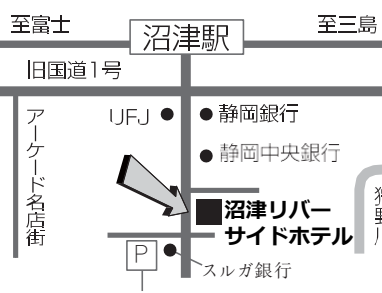 至富士
沼津駅
至三島
旧国道1号
アーケード名店街
UFJ
静岡銀行
静岡中央銀行
沼津リバー
サイドホテル
P
スルガ銀行